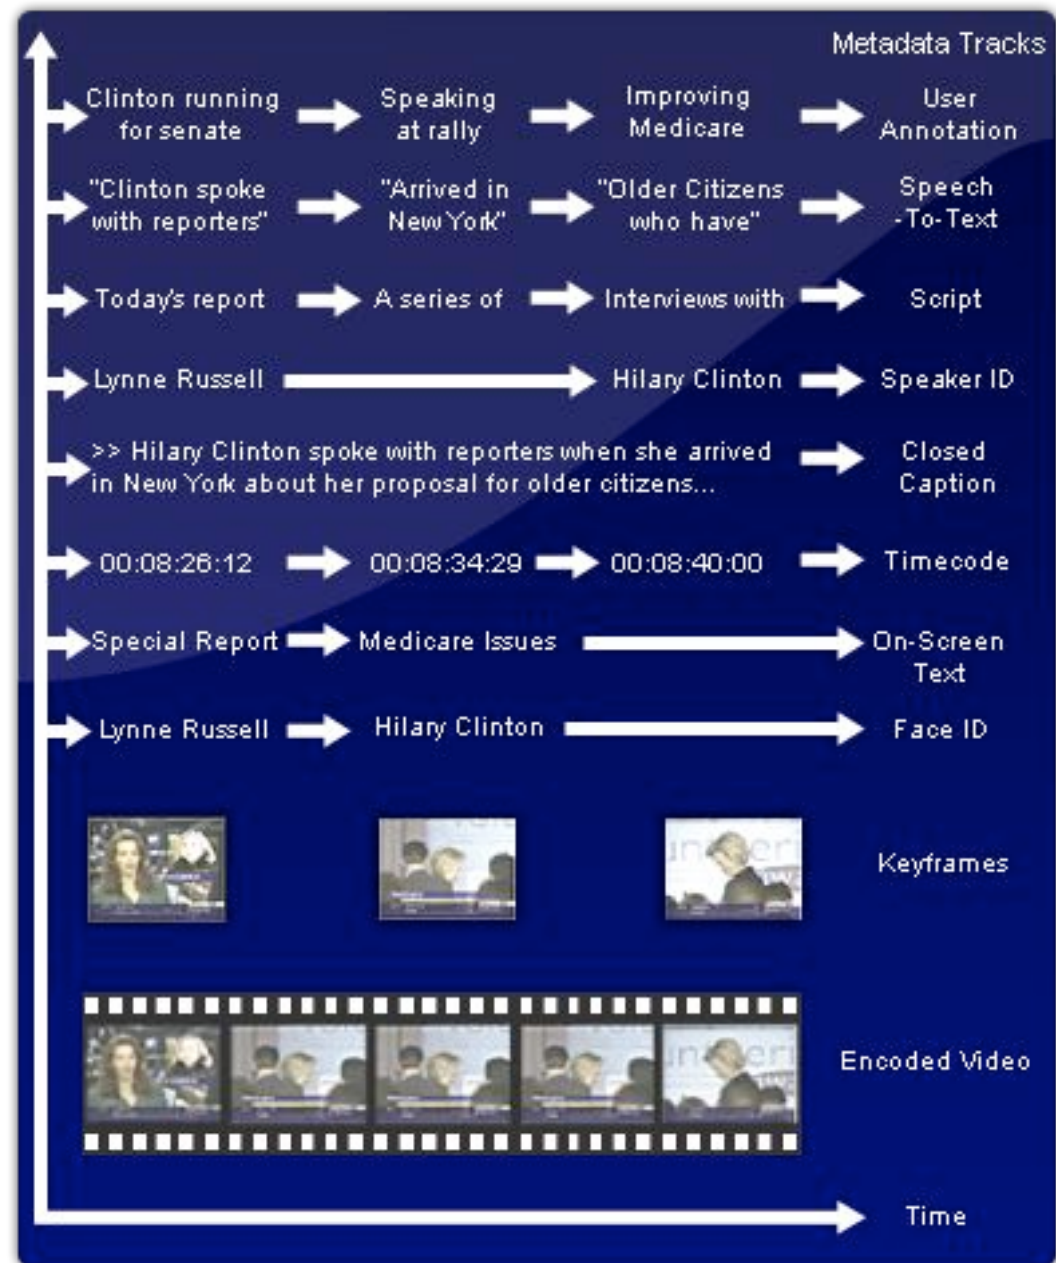 Metadata Tracks
Clinton running
for senate
Speaking
at rally
Improving
Medicare
User
Annotation
"Clinton spoke
with reporters"
"Arrived in
New York"
"Older Citizens
who have"
Speech
-To-Text
Today's report
A series of
Interviews with
Script
Lynne Russell
Hilary Clinton
Speaker ID
>> Hilary Clinton spoke with reporters when she arrived
in New York about her proposal for older citizens...
Closed
Caption
00:08:26:12
00:08:34:29
00:08:40:00
Timecode
Special Report
Medicare Issues
On-Screen
Text
Lynne Russell
Hilary Clinton
Face ID
Keyframes
Encoded Video
Time